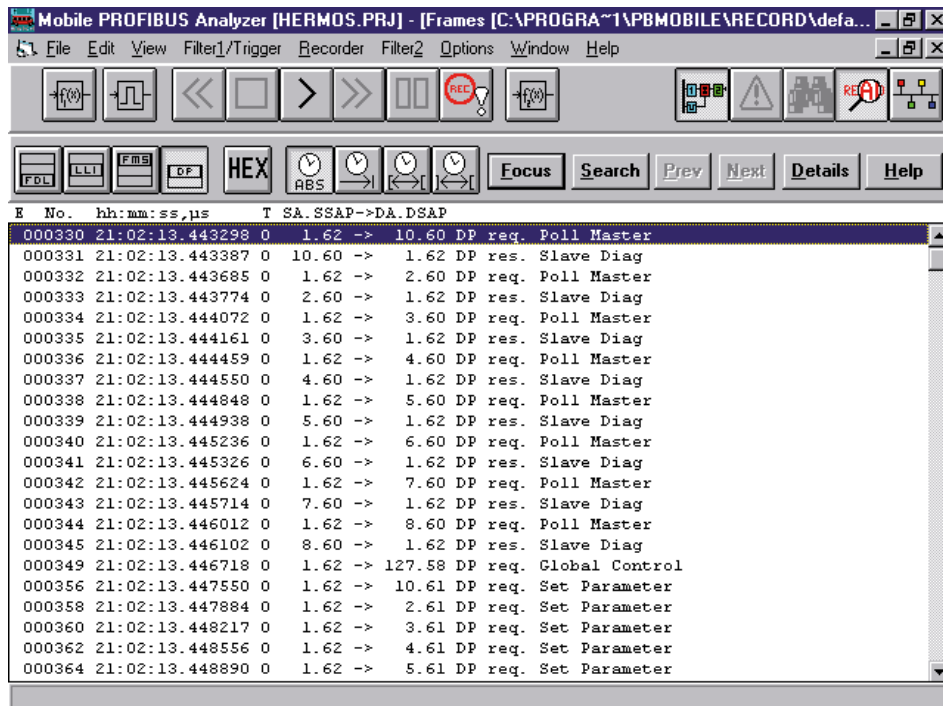 Mobile PROFIBUS Analyzer [HERMOS.PRJ] - [Frames [C:\PROGRA~1\PBMOBILE\RECORD\defa...
File Edit View Filter1/Trigger Recorder Filter2 Options Window Help
f(x) REC f2(x) REC A
FDL LLI FMS DP HEX ABS Focus Search Prev Next Details Help
E No. hh:mm:ss,µs T SA.SSAP->DA.DSAP
000330 21:02:13.443298 0 1.62 -> 10.60 DP req. Poll Master
000331 21:02:13.443387 0 10.60 -> 1.62 DP res. Slave Diag
000332 21:02:13.443685 0 1.62 -> 2.60 DP req. Poll Master
000333 21:02:13.443774 0 2.60 -> 1.62 DP res. Slave Diag
000334 21:02:13.444072 0 1.62 -> 3.60 DP req. Poll Master
000335 21:02:13.444161 0 3.60 -> 1.62 DP res. Slave Diag
000336 21:02:13.444459 0 1.62 -> 4.60 DP req. Poll Master
000337 21:02:13.444550 0 4.60 -> 1.62 DP res. Slave Diag
000338 21:02:13.444848 0 1.62 -> 5.60 DP req. Poll Master
000339 21:02:13.444938 0 5.60 -> 1.62 DP res. Slave Diag
000340 21:02:13.445236 0 1.62 -> 6.60 DP req. Poll Master
000341 21:02:13.445326 0 6.60 -> 1.62 DP res. Slave Diag
000342 21:02:13.445624 0 1.62 -> 7.60 DP req. Poll Master
000343 21:02:13.445714 0 7.60 -> 1.62 DP res. Slave Diag
000344 21:02:13.446012 0 1.62 -> 8.60 DP req. Poll Master
000345 21:02:13.446102 0 8.60 -> 1.62 DP res. Slave Diag
000349 21:02:13.446718 0 1.62 -> 127.58 DP req. Global Control
000356 21:02:13.447550 0 1.62 -> 10.61 DP req. Set Parameter
000358 21:02:13.447884 0 1.62 -> 2.61 DP req. Set Parameter
000360 21:02:13.448217 0 1.62 -> 3.61 DP req. Set Parameter
000362 21:02:13.448556 0 1.62 -> 4.61 DP req. Set Parameter
000364 21:02:13.448890 0 1.62 -> 5.61 DP req. Set Parameter